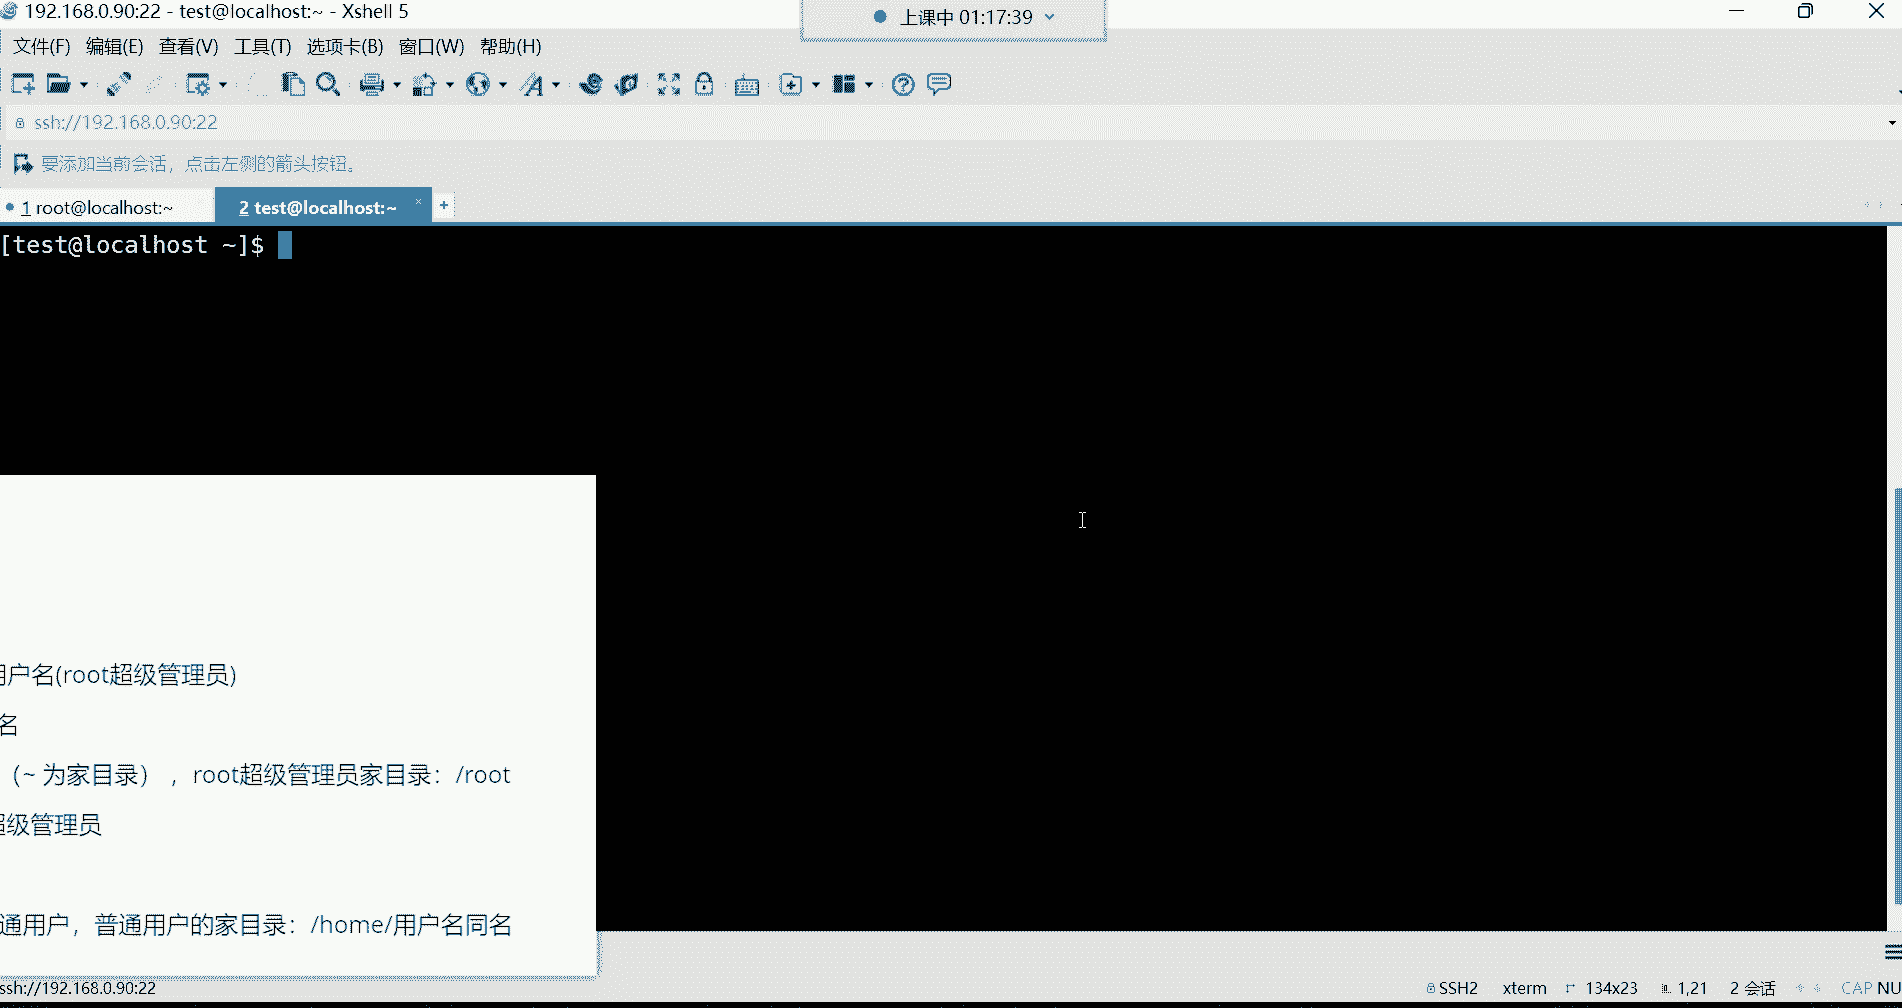 192.168.0.90:22 - test@localhost:~ - Xshell 5
上课中 01:17:39
文件(F) 编辑(E) 查看(V) 工具(T) 选项卡(B) 窗口(W) 帮助(H)
ssh://192.168.0.90:22
要添加当前会话，点击左侧的箭头按钮。
1 root@localhost:~ 2 test@localhost:~ × +
[test@localhost ~]$
用户名(root超级管理员)
名
（~ 为家目录），root超级管理员家目录：/root
超级管理员
通用户，普通用户的家目录：/home/用户名同名
ssh://192.168.0.90:22 SSH2 xterm 134x23 1,21 2 会话 CAP NU